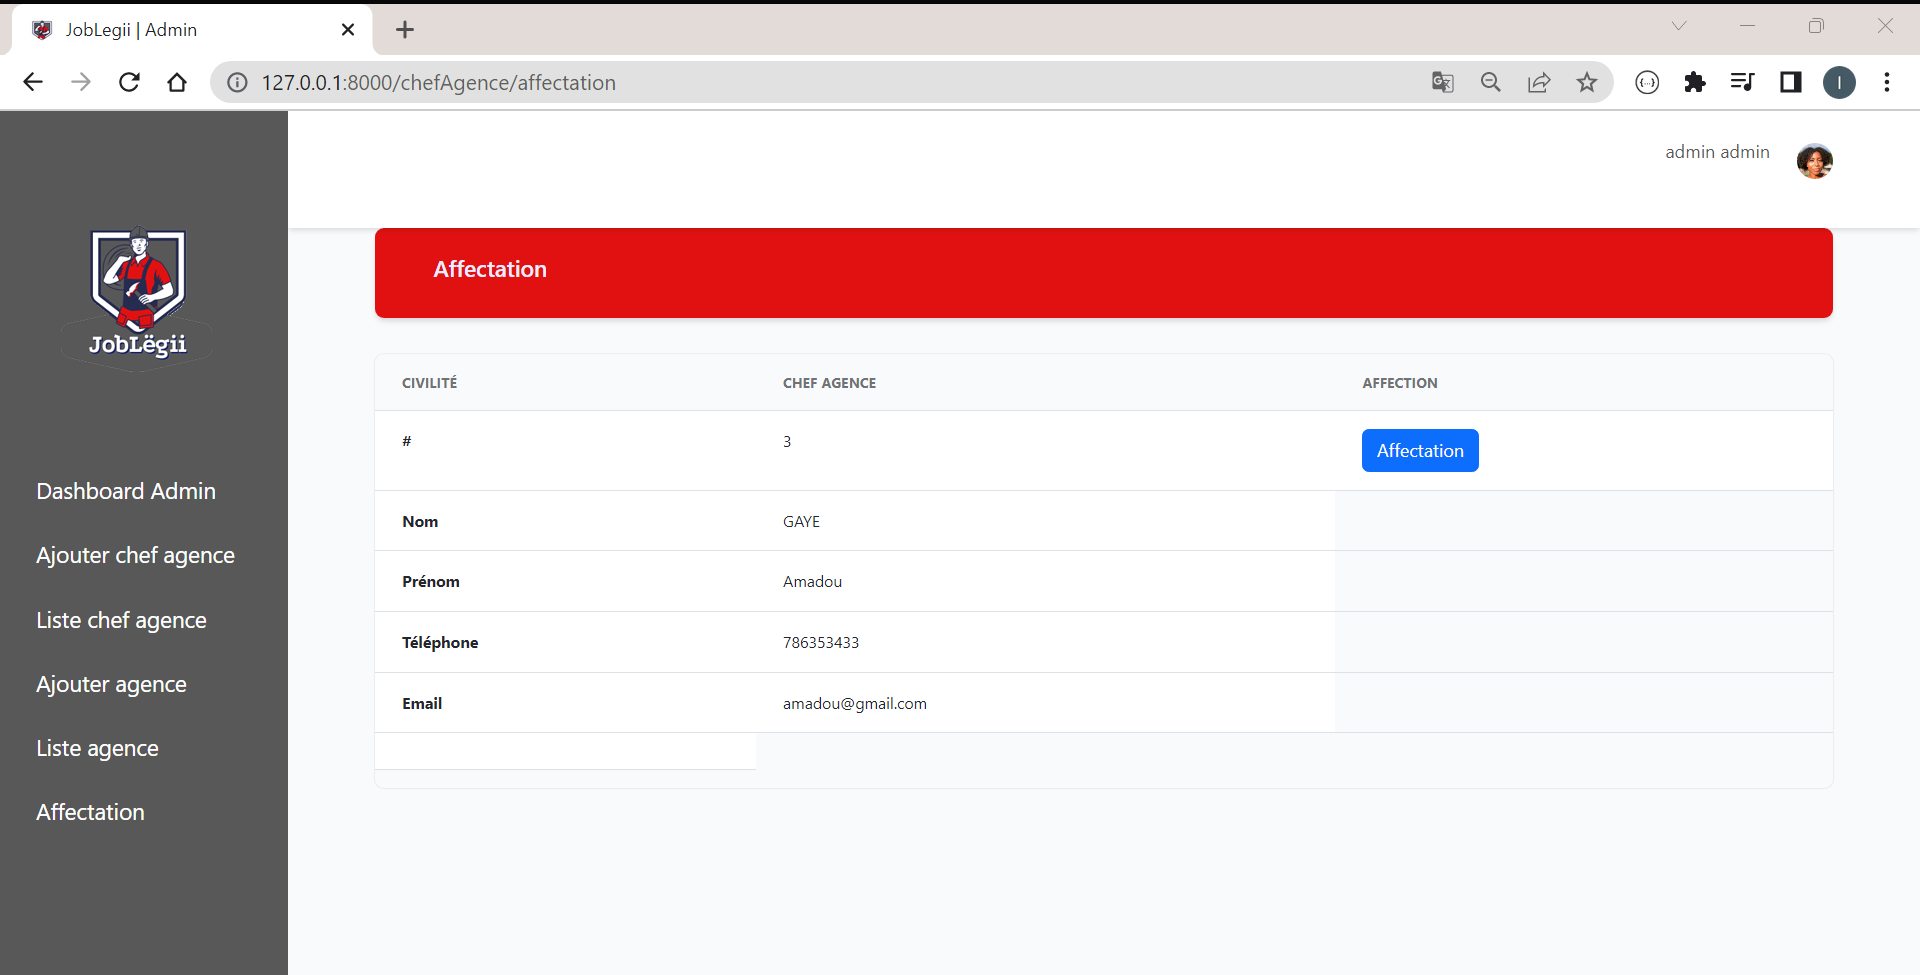 JobLegii | Admin
127.0.0.1:8000/chefAgence/affectation
I
admin admin
JobLëgii
Affectation
CIVILITÉ CHEF AGENCE AFFECTION
# 3 Affectation
Nom GAYE
Prénom Amadou
Téléphone 786353433
Email amadou@gmail.com
Dashboard Admin
Ajouter chef agence
Liste chef agence
Ajouter agence
Liste agence
Affectation